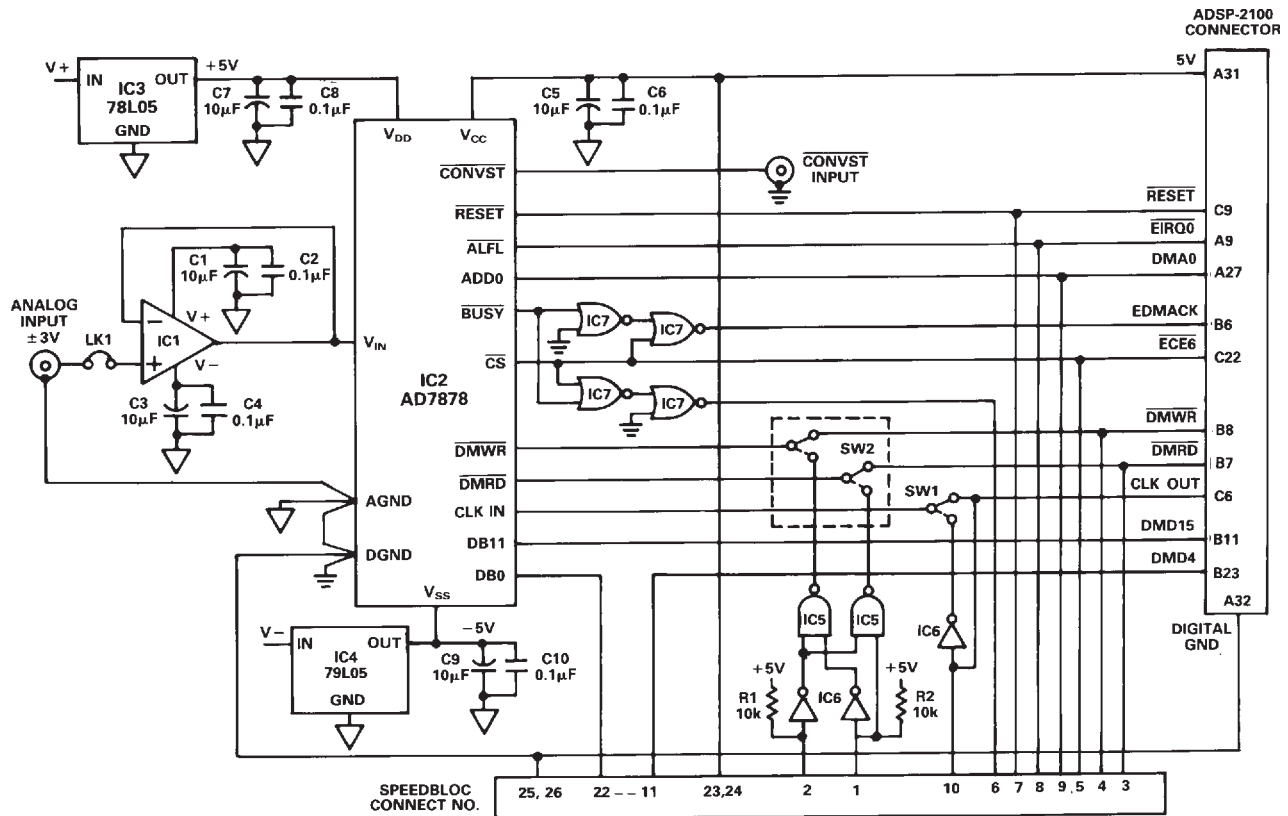 ADSP-2100
CONNECTOR
V+
IN
OUT
IC3
78L05
GND
+5V
C7
10μF
C8
0.1μF
C5
10μF
C6
0.1μF
5V
A31
VDD
VCC
CONVST
CONVST
INPUT
RESET
RESET
C9
ALFL
EIRQ0
A9
ADD0
DMA0
A27
C1
10μF
C2
0.1μF
ANALOG
INPUT
±3V
LK1
V+
IC1
V−
−
+
C3
10μF
C4
0.1μF
VIN
IC2
AD7878
BUSY
IC7
IC7
EDMACK
B6
CS
ECE6
C22
IC7
IC7
DMWR
SW2
DMWR
B8
DMRD
DMRD
B7
CLK IN
SW1
CLK OUT
C6
AGND
DB11
DMD15
B11
DGND
DB0
DMD4
B23
VSS
A32
DIGITAL
GND
V−
IN
OUT
IC4
79L05
GND
−5V
C9
10μF
C10
0.1μF
IC5
IC5
IC6
+5V
R1
10k
IC6
+5V
R2
10k
SPEEDBLOC
CONNECT NO.
25, 26
22 – – 11
23,24
2
1
10
6
7
8
9
5
4
3